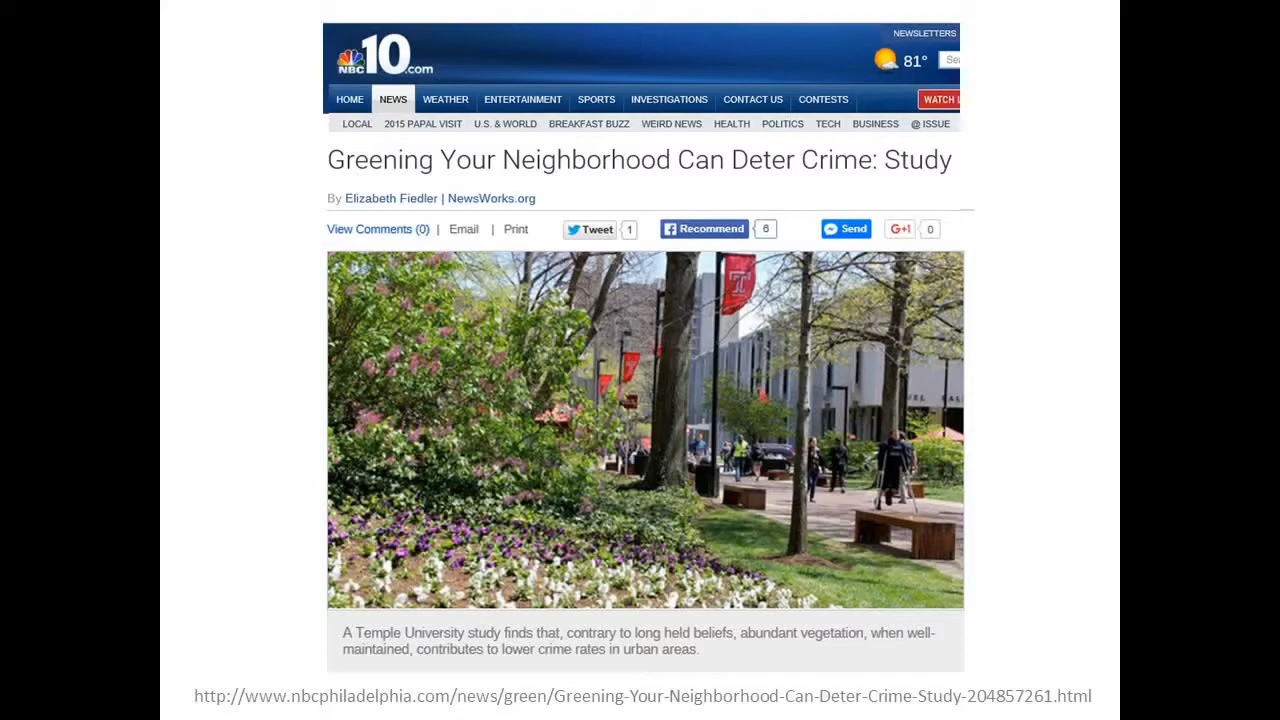 NEWSLETTERS
NBC 10.com
81°
HOME NEWS WEATHER ENTERTAINMENT SPORTS INVESTIGATIONS CONTACT US CONTESTS WATCH
LOCAL 2015 PAPAL VISIT U.S. & WORLD BREAKFAST BUZZ WEIRD NEWS HEALTH POLITICS TECH BUSINESS @ ISSUE
Greening Your Neighborhood Can Deter Crime: Study
By Elizabeth Fiedler | NewsWorks.org
View Comments (0) | Email | Print Tweet 1 Recommend 6 Send G+1 0
T
A Temple University study finds that, contrary to long held beliefs, abundant vegetation, when well-
maintained, contributes to lower crime rates in urban areas.
http://www.nbcphiladelphia.com/news/green/Greening-Your-Neighborhood-Can-Deter-Crime-Study-204857261.html